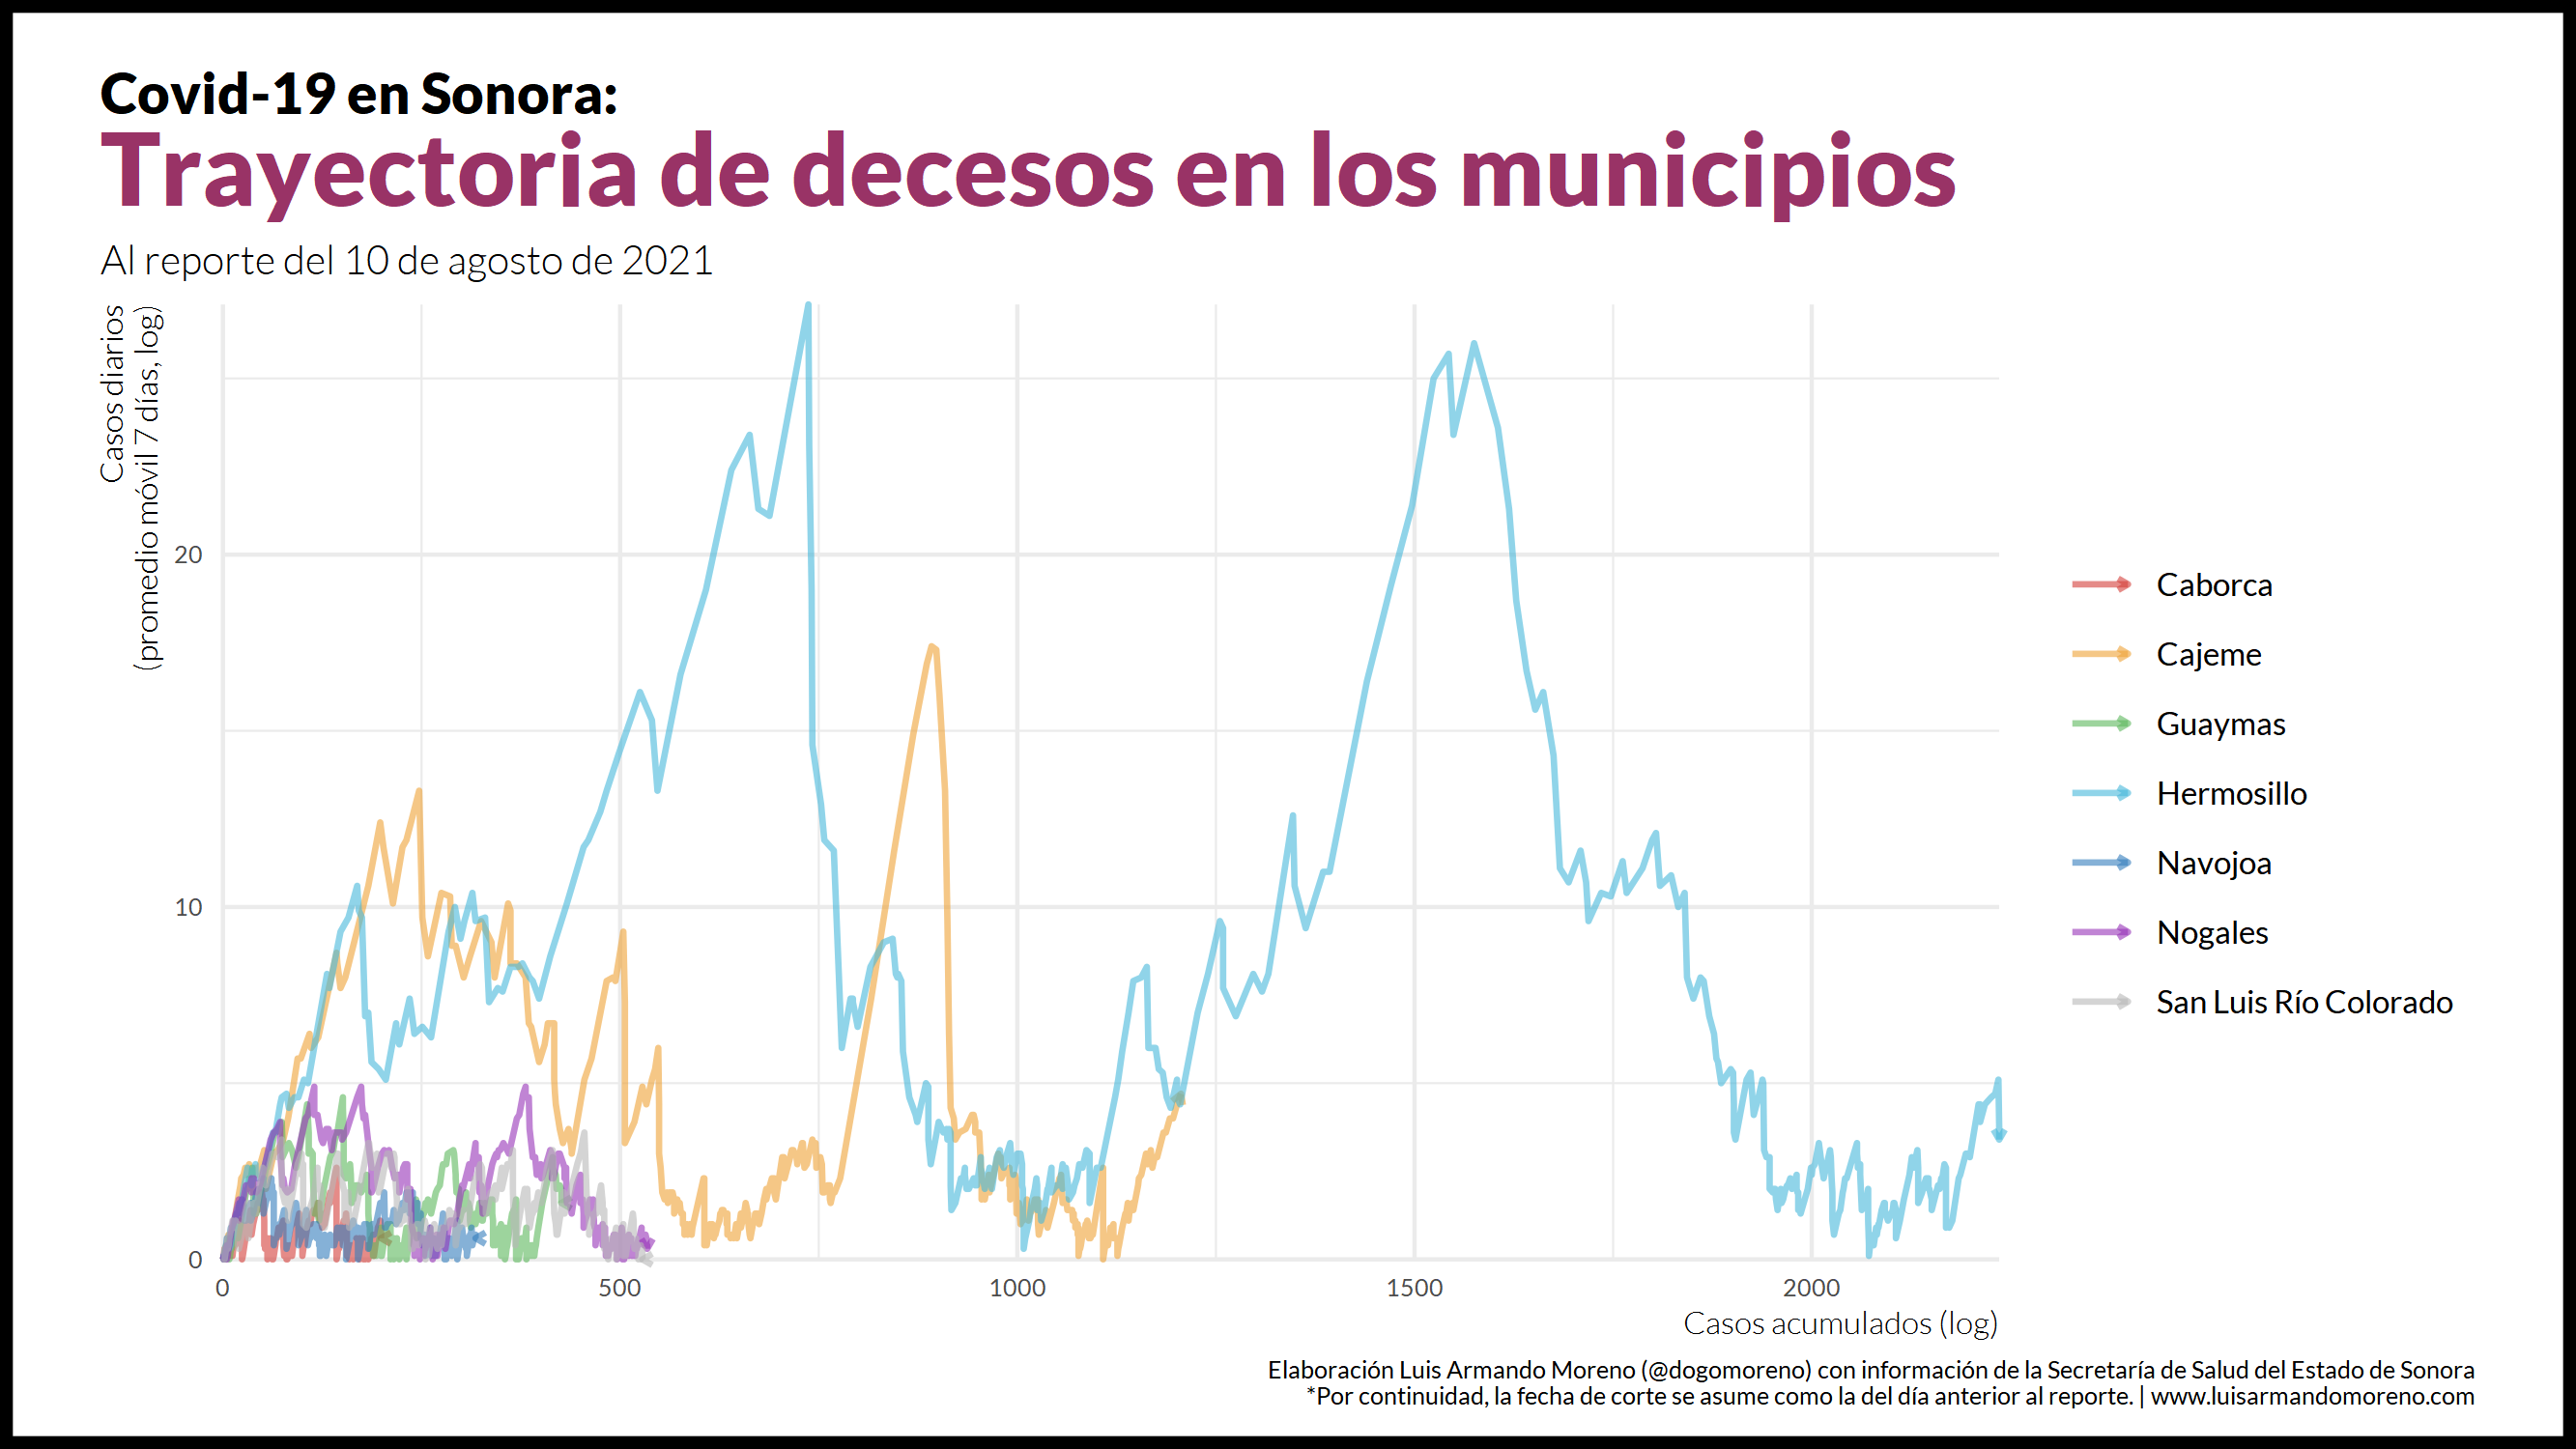 Covid-19 en Sonora:
Trayectoria de decesos en los municipios
Al reporte del 10 de agosto de 2021
Casos diarios
(promedio móvil 7 días, log)
20
10
0
0
500
1000
1500
2000
Casos acumulados (log)
Caborca
Cajeme
Guaymas
Hermosillo
Navojoa
Nogales
San Luis Río Colorado
Elaboración Luis Armando Moreno (@dogomoreno) con información de la Secretaría de Salud del Estado de Sonora
*Por continuidad, la fecha de corte se asume como la del día anterior al reporte. | www.luisarmandomoreno.com